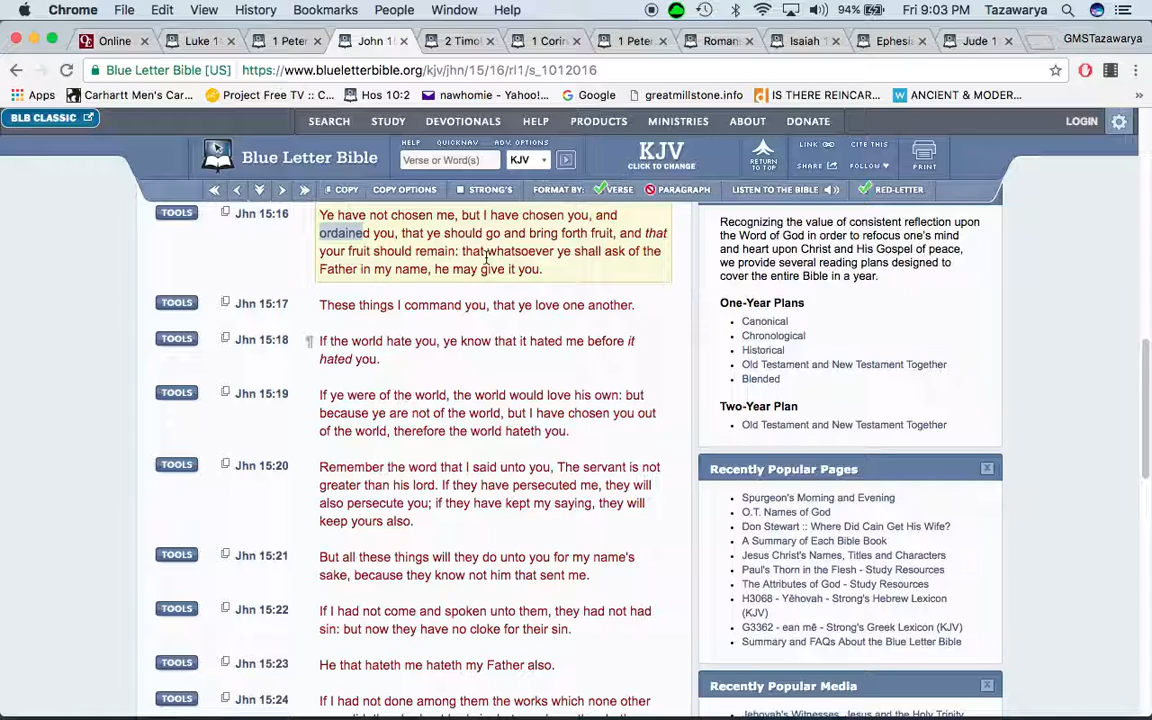 Chrome File Edit View History Bookmarks People Window Help 94% Fri 9:03 PM Tazawarya
Online Luke 1 1 Peter John 15 2 Timo 1 Corin 1 Peter Romans Isaiah 1 Ephesia Jude 1 GMSTazawarya
Blue Letter Bible [US] https://www.blueletterbible.org/kjv/jhn/15/16/rl1/s_1012016
Apps Carhartt Men's Car... Project Free TV :: C... Hos 10:2 nawhomie - Yahoo!... Google greatmillstone.info IS THERE REINCAR... ANCIENT & MODER... »
BLB CLASSIC SEARCH STUDY DEVOTIONALS HELP PRODUCTS MINISTRIES ABOUT DONATE LOGIN
HELP QUICKNAV ADV. OPTIONS
Blue Letter Bible Verse or Word(s) KJV
KJV
CLICK TO CHANGE
RETURN
TO TOP
LINK CITE THIS
SHARE FOLLOW PRINT
COPY COPY OPTIONS STRONG'S FORMAT BY: VERSE PARAGRAPH LISTEN TO THE BIBLE RED-LETTER
TOOLS Jhn 15:16 Ye have not chosen me, but I have chosen you, and
ordained you, that ye should go and bring forth fruit, and that
your fruit should remain: that whatsoever ye shall ask of the
Father in my name, he may give it you.
TOOLS Jhn 15:17 These things I command you, that ye love one another.
TOOLS Jhn 15:18 ¶ If the world hate you, ye know that it hated me before it
hated you.
TOOLS Jhn 15:19 If ye were of the world, the world would love his own: but
because ye are not of the world, but I have chosen you out
of the world, therefore the world hateth you.
TOOLS Jhn 15:20 Remember the word that I said unto you, The servant is not
greater than his lord. If they have persecuted me, they will
also persecute you; if they have kept my saying, they will
keep yours also.
TOOLS Jhn 15:21 But all these things will they do unto you for my name's
sake, because they know not him that sent me.
TOOLS Jhn 15:22 If I had not come and spoken unto them, they had not had
sin: but now they have no cloke for their sin.
TOOLS Jhn 15:23 He that hateth me hateth my Father also.
TOOLS Jhn 15:24 If I had not done among them the works which none other
Recognizing the value of consistent reflection upon
the Word of God in order to refocus one's mind
and heart upon Christ and His Gospel of peace,
we provide several reading plans designed to
cover the entire Bible in a year.
One-Year Plans
• Canonical
• Chronological
• Historical
• Old Testament and New Testament Together
• Blended
Two-Year Plan
• Old Testament and New Testament Together
Recently Popular Pages
• Spurgeon's Morning and Evening
• O.T. Names of God
• Don Stewart :: Where Did Cain Get His Wife?
• A Summary of Each Bible Book
• Jesus Christ's Names, Titles and Characters
• Paul's Thorn in the Flesh - Study Resources
• The Attributes of God - Study Resources
• H3068 - Yĕhovah - Strong's Hebrew Lexicon
(KJV)
• G3362 - ean mē - Strong's Greek Lexicon (KJV)
• Summary and FAQs About the Blue Letter Bible
Recently Popular Media
• Jehovah's Witnesses, Jesus and the Holy Trinity